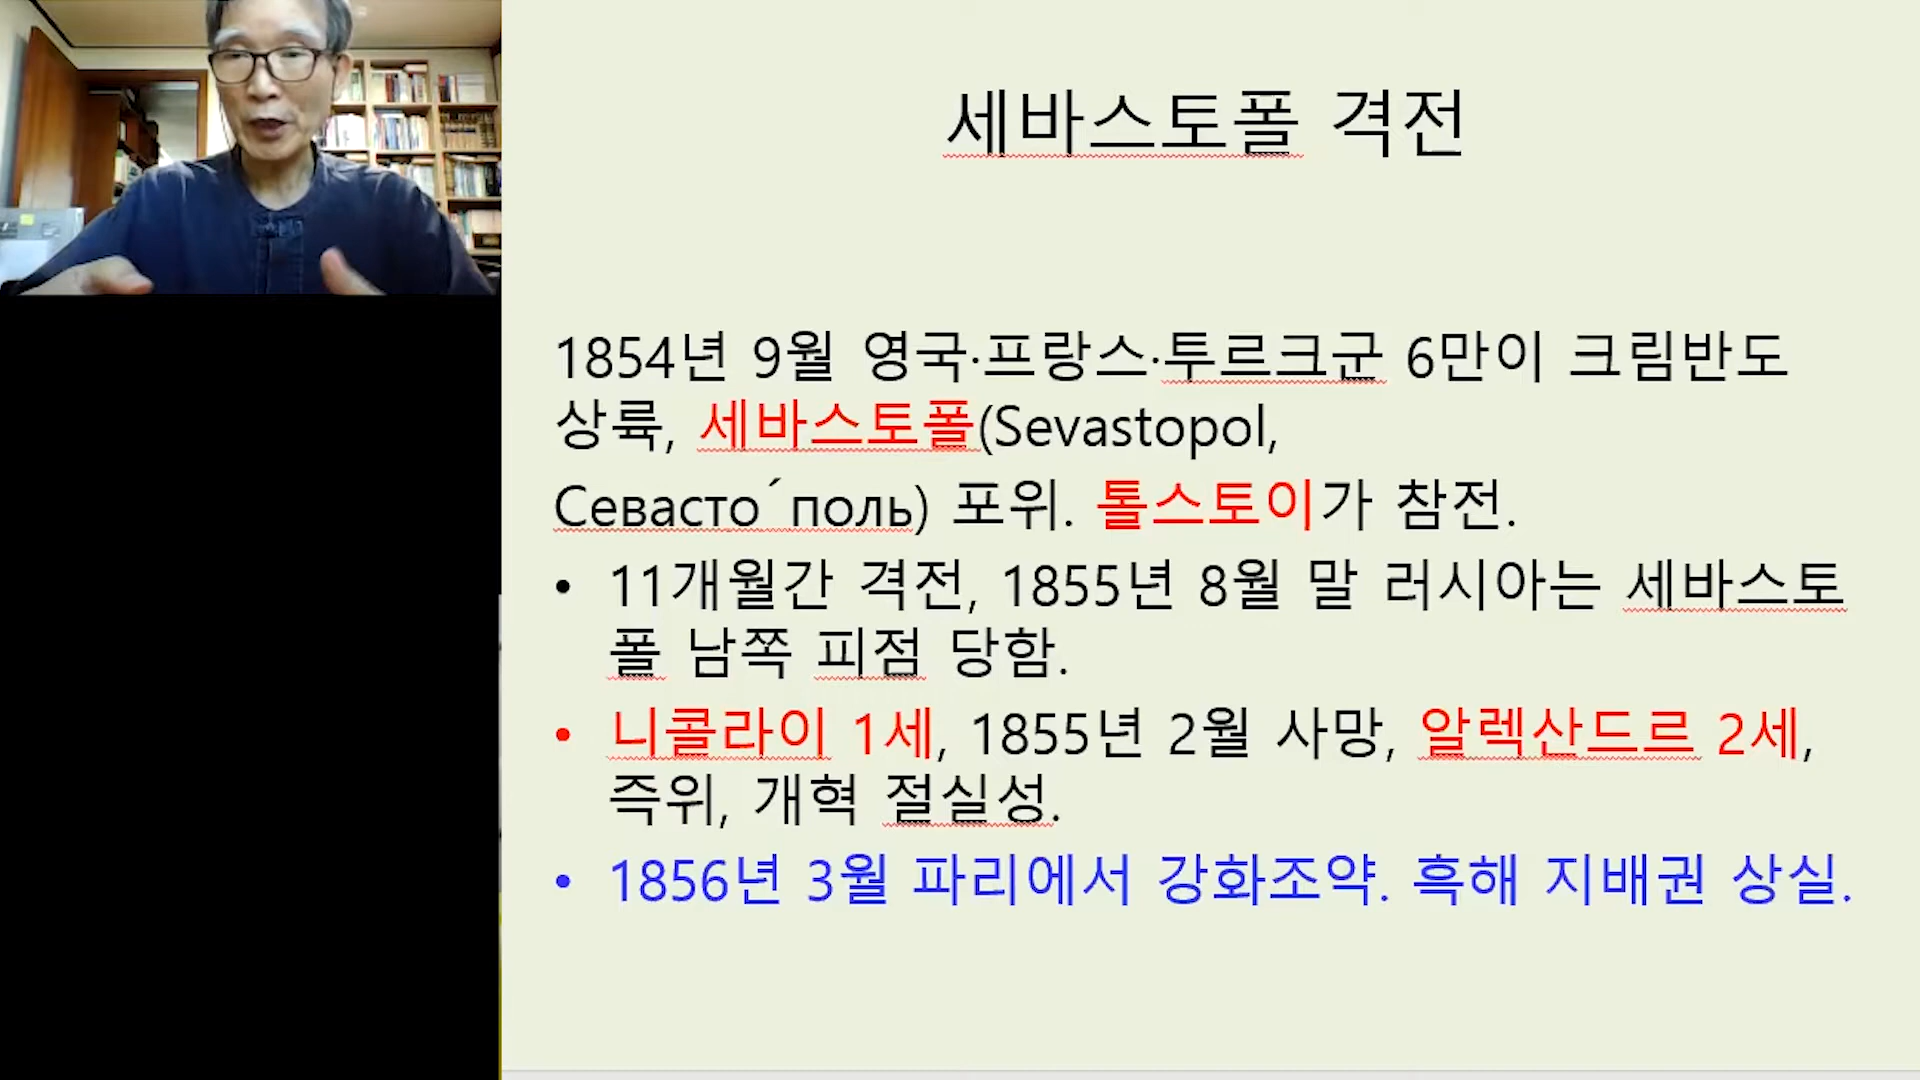 세바스토폴 격전
1854년 9월 영국·프랑스·투르크군 6만이 크림반도
상륙, 세바스토폴(Sevastopol,
Севасто´поль) 포위. 톨스토이가 참전.
• 11개월간 격전, 1855년 8월 말 러시아는 세바스토
폴 남쪽 피점 당함.
• 니콜라이 1세, 1855년 2월 사망, 알렉산드르 2세,
즉위, 개혁 절실성.
• 1856년 3월 파리에서 강화조약. 흑해 지배권 상실.